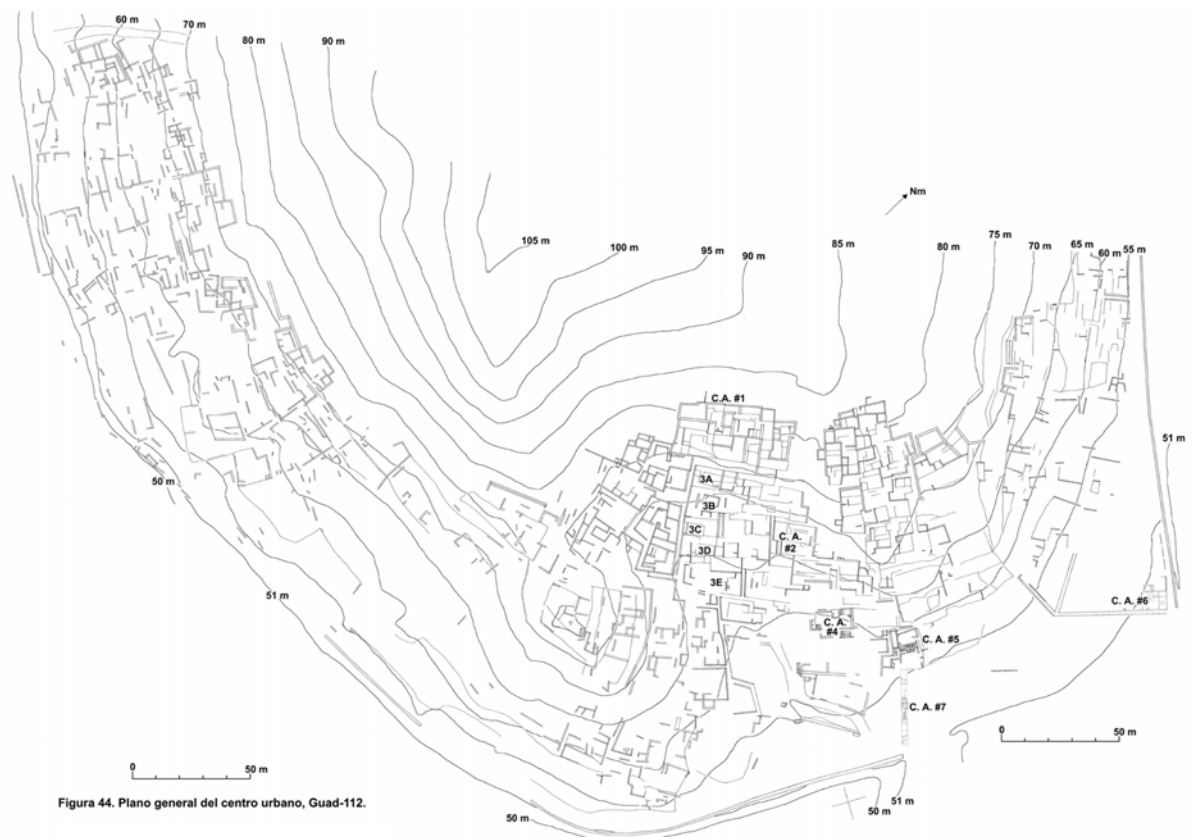 60 m
70 m
80 m
90 m
Nm
105 m
100 m
95 m
90 m
85 m
80 m
75 m
70 m
65 m
60 m
55 m
C.A. #1
3A
3B
3C
3D
3E
C. A.
#2
50 m
51 m
51 m
C. A. #6
C. A.
#4
C. A. #5
C. A. #7
0 50 m
0 50 m
Figura 44. Plano general del centro urbano, Guad-112.
50 m
50 m
51 m